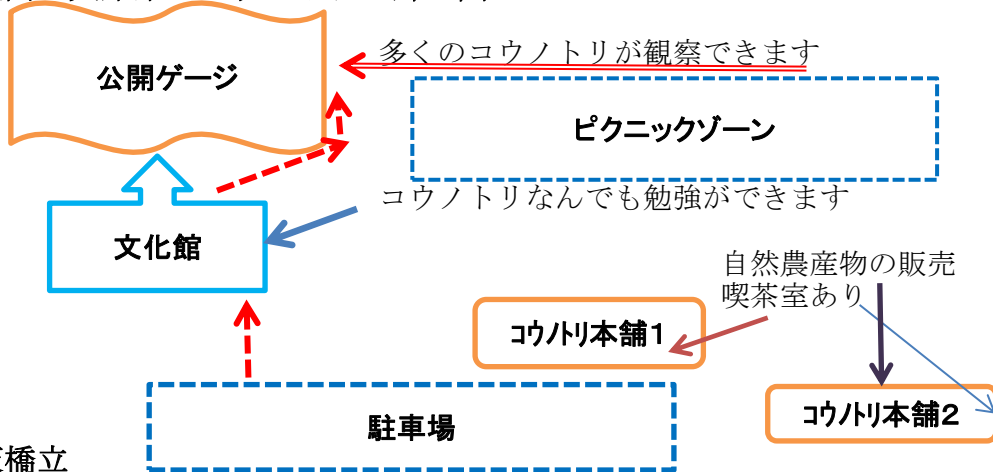 多くのコウノトリが観察できます
公開ゲージ
ピクニックゾーン
コウノトリなんでも勉強ができます
文化館
自然農産物の販売
喫茶室あり
コウノトリ本舗1
コウノトリ本舗2
駐車場
橋立